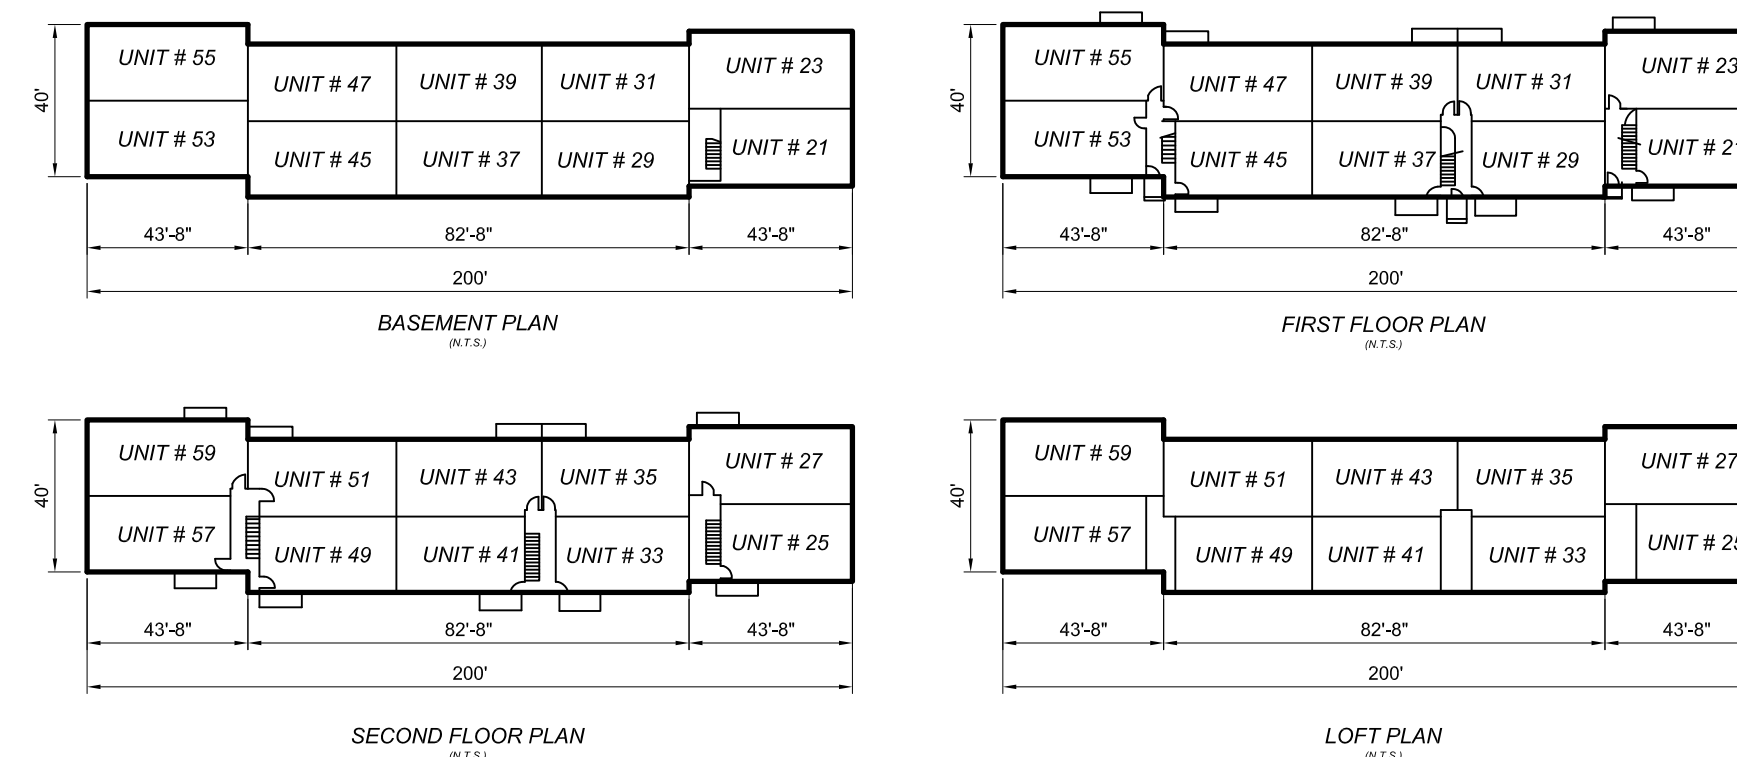 UNIT # 55
UNIT # 47
UNIT # 39
UNIT # 31
UNIT # 23
40'
UNIT # 53
UNIT # 45
UNIT # 37
UNIT # 29
UNIT # 21
43'-8"
82'-8"
43'-8"
200'
BASEMENT PLAN
(N.T.S.)
UNIT # 55
UNIT # 47
UNIT # 39
UNIT # 31
UNIT # 23
40'
UNIT # 53
UNIT # 45
UNIT # 37
UNIT # 29
UNIT # 21
43'-8"
82'-8"
43'-8"
200'
FIRST FLOOR PLAN
(N.T.S.)
UNIT # 59
UNIT # 51
UNIT # 43
UNIT # 35
UNIT # 27
40'
UNIT # 57
UNIT # 49
UNIT # 41
UNIT # 33
UNIT # 25
43'-8"
82'-8"
43'-8"
200'
SECOND FLOOR PLAN
(N.T.S.)
UNIT # 59
UNIT # 51
UNIT # 43
UNIT # 35
UNIT # 27
40'
UNIT # 57
UNIT # 49
UNIT # 41
UNIT # 33
UNIT # 25
43'-8"
82'-8"
43'-8"
200'
LOFT PLAN
(N.T.S.)